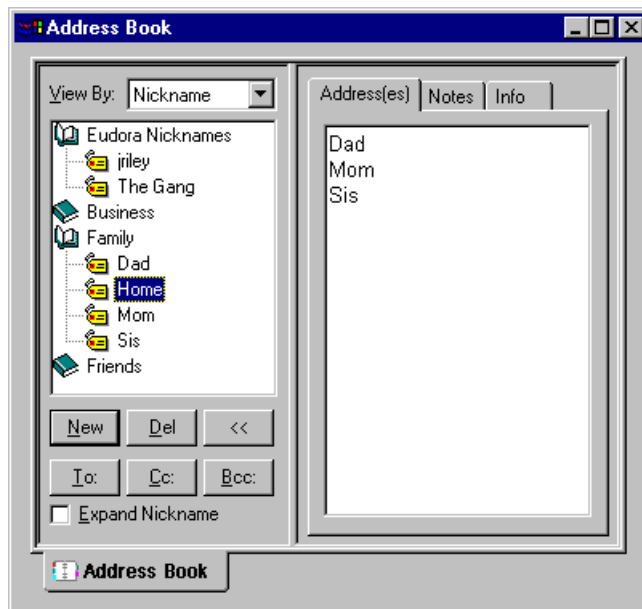 Address Book
View By: Nickname
Eudora Nicknames
jriley
The Gang
Business
Family
Dad
Home
Mom
Sis
Friends
New Del <<
To: Cc: Bcc:
Expand Nickname
Address(es) Notes Info
Dad
Mom
Sis
Address Book